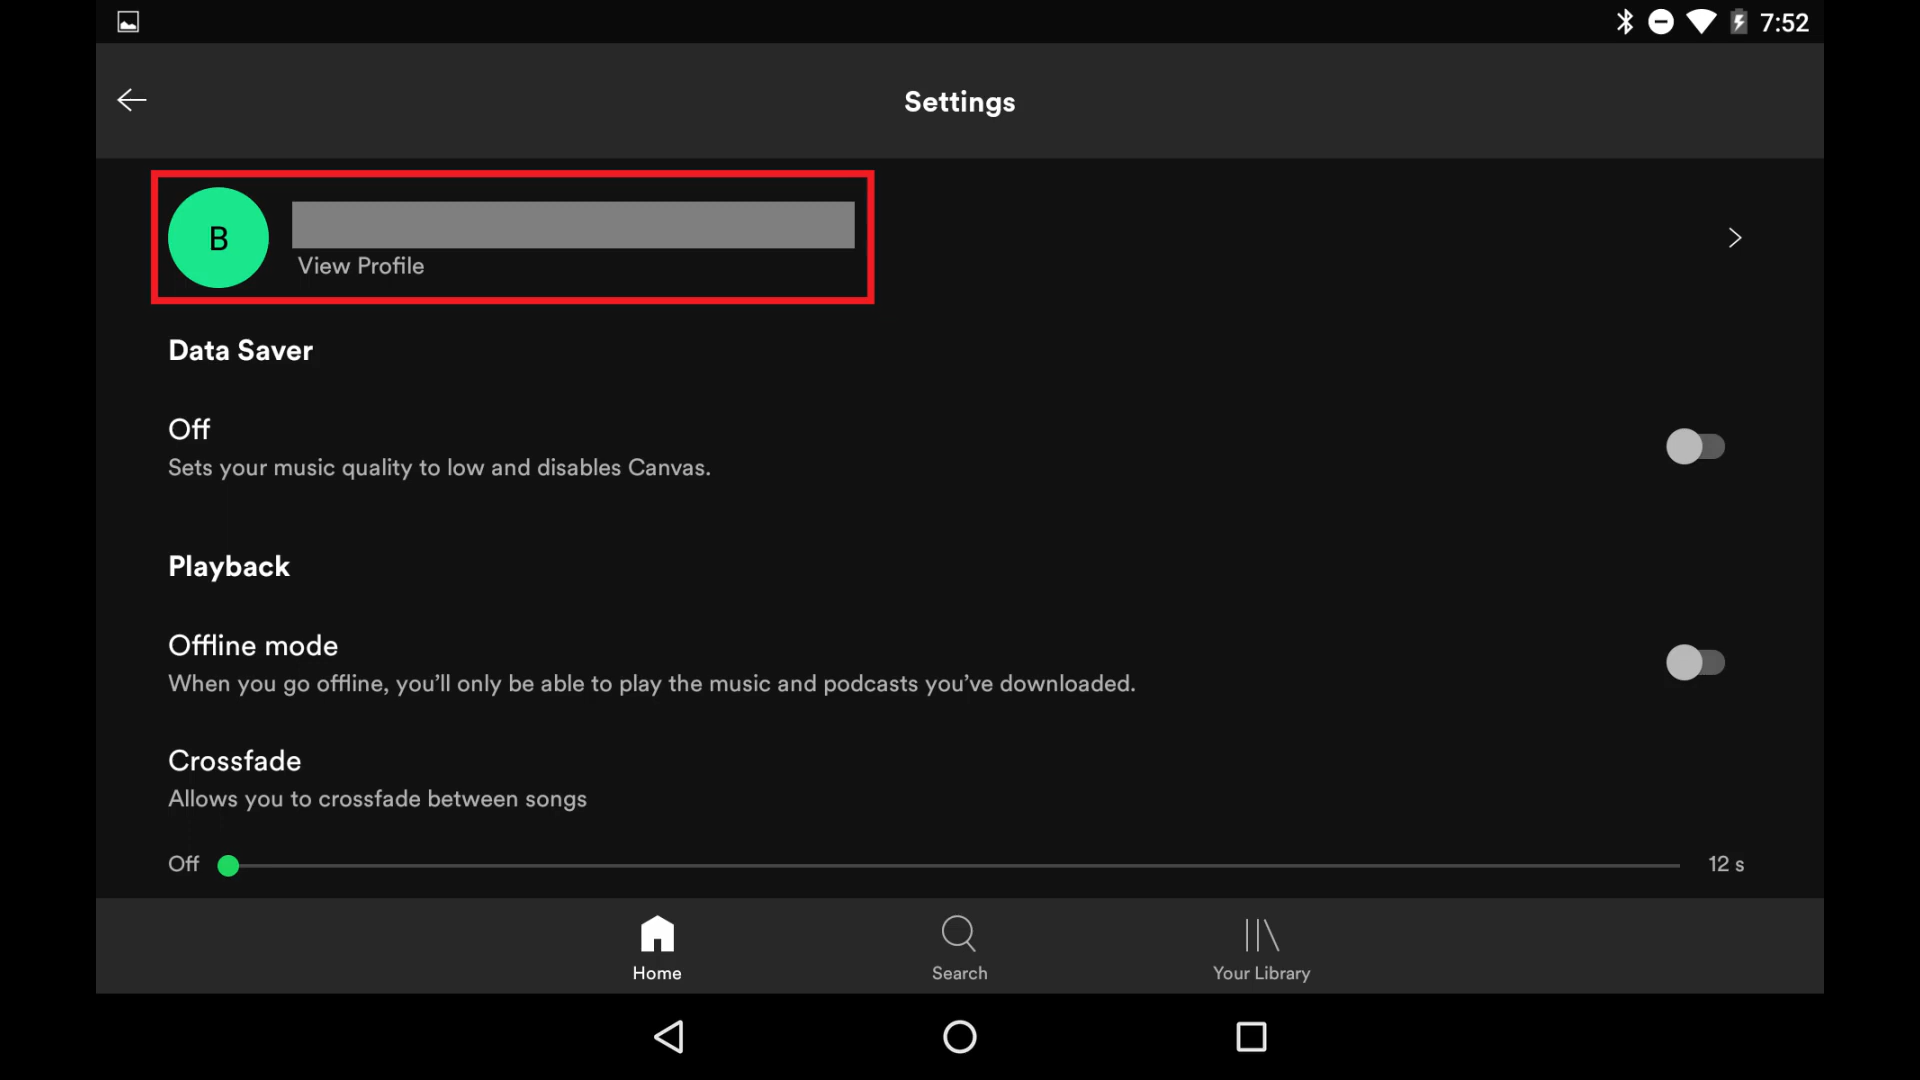 7:52
Settings
B
View Profile
Data Saver
Off
Sets your music quality to low and disables Canvas.
Playback
Offline mode
When you go offline, you’ll only be able to play the music and podcasts you’ve downloaded.
Crossfade
Allows you to crossfade between songs
Off 12 s
Home Search Your Library